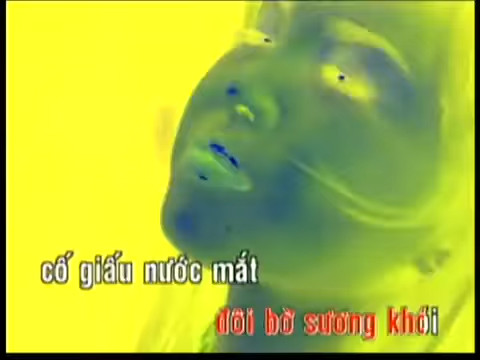 cố giấu nước mắt
đôi bờ sương khói